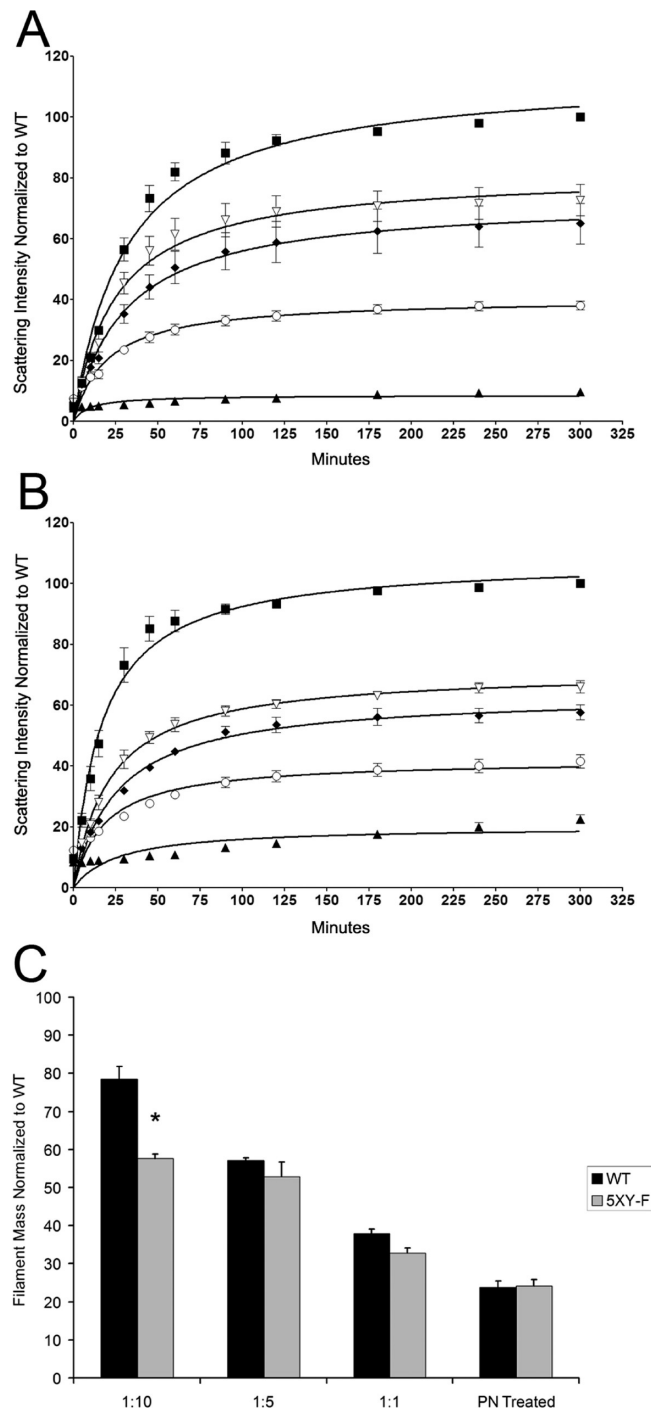 A
120
100
80
60
40
20
0
Scattering Intensity Normalized to WT
0 25 50 75 100 125 150 175 200 225 250 275 300 325
Minutes
B
120
100
80
60
40
20
0
Scattering Intensity Normalized to WT
0 25 50 75 100 125 150 175 200 225 250 275 300 325
Minutes
C
100
90
80
70
60
50
40
30
20
10
0
Filament Mass Normalized to WT
*
WT
5XY-F
1:10 1:5 1:1 PN Treated